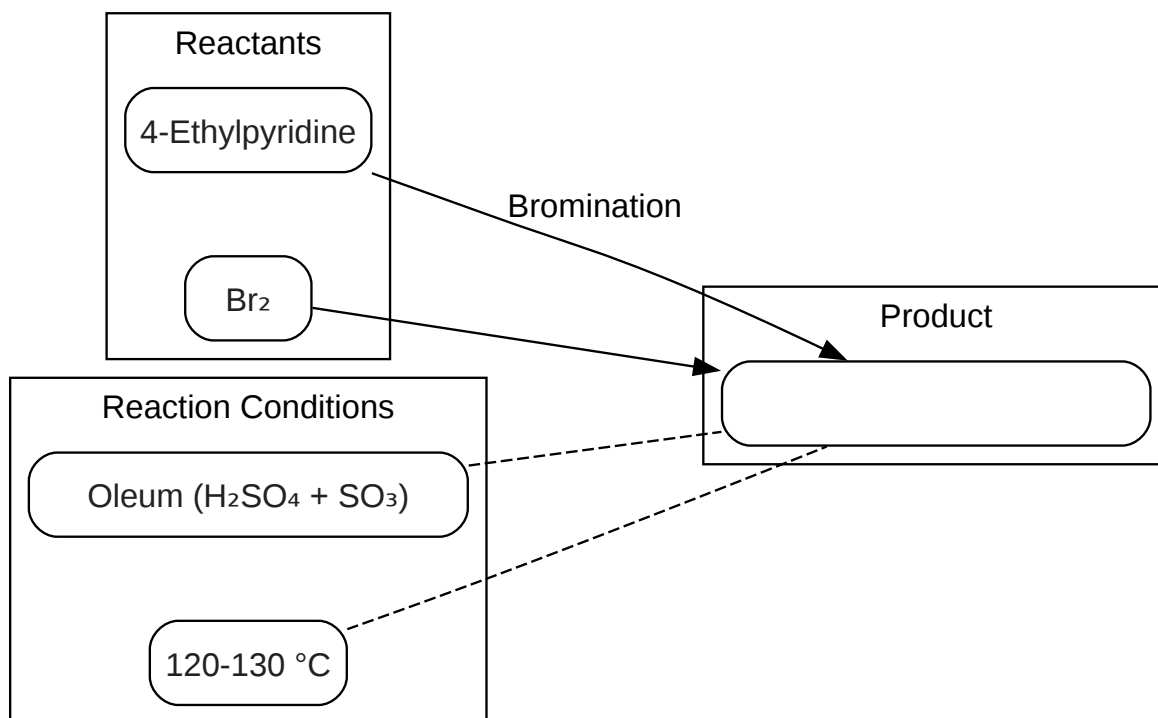 Reactants
4-Ethylpyridine
Bromination
Br₂
Product
Reaction Conditions
Oleum (H₂SO₄ + SO₃)
120-130 °C